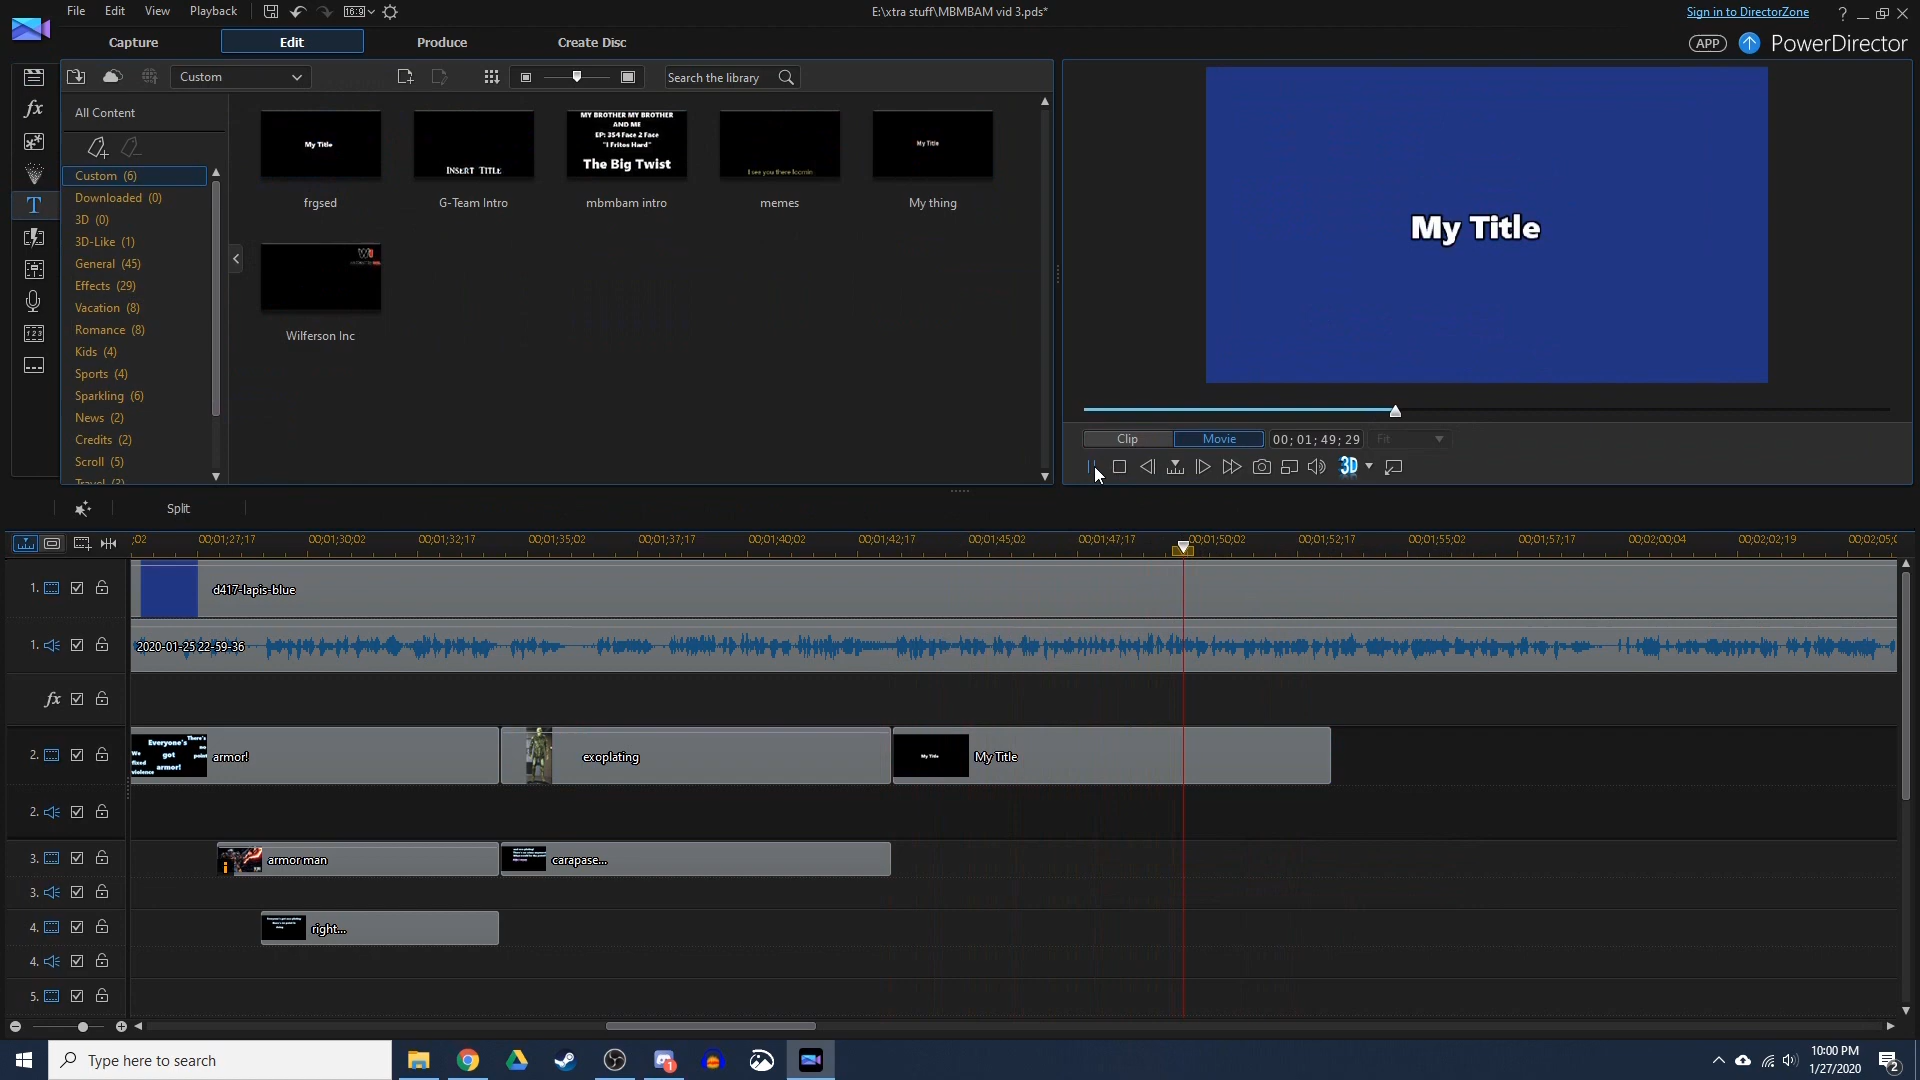 File Edit View Playback 16:9 E:\xtra stuff\MBMBAM vid 3.pds* Sign in to DirectorZone ?
Capture Edit Produce Create Disc APP PowerDirector
Custom Search the library
All Content
Custom (6)
Downloaded (0)
3D (0)
3D-Like (1)
General (45)
Effects (29)
Vacation (8)
Romance (8)
Kids (4)
Sports (4)
Sparkling (6)
News (2)
Credits (2)
Scroll (5)
Travel (3)
My Title
frgsed
INSERT TITLE
G-Team Intro
MY BROTHER MY BROTHER
AND ME
EP: 354 Face 2 Face
"I Fritos Hard"
The Big Twist
mbmbam intro
I see you there
memes
My Title
My thing
Wilferson Inc
My Title
Clip Movie 00;01;49;29 Fit
3D
Split
;02 00;01;27;17 00;01;30;02 00;01;32;17 00;01;35;02 00;01;37;17 00;01;40;02 00;01;42;17 00;01;45;02 00;01;47;17 00;01;50;02 00;01;52;17 00;01;55;02 00;01;57;17 00;02;00;04 00;02;02;19 00;02;05;
1. d417-lapis-blue
1. 2020-01-25 22-59-36
fx
2. Everyone's got armor! There's no point We fixed violence armor! exoplating My Title My Title
2.
3. armor man carapase...
3.
4. right...
4.
5.
Type here to search 1 10:00 PM
1/27/2020 2